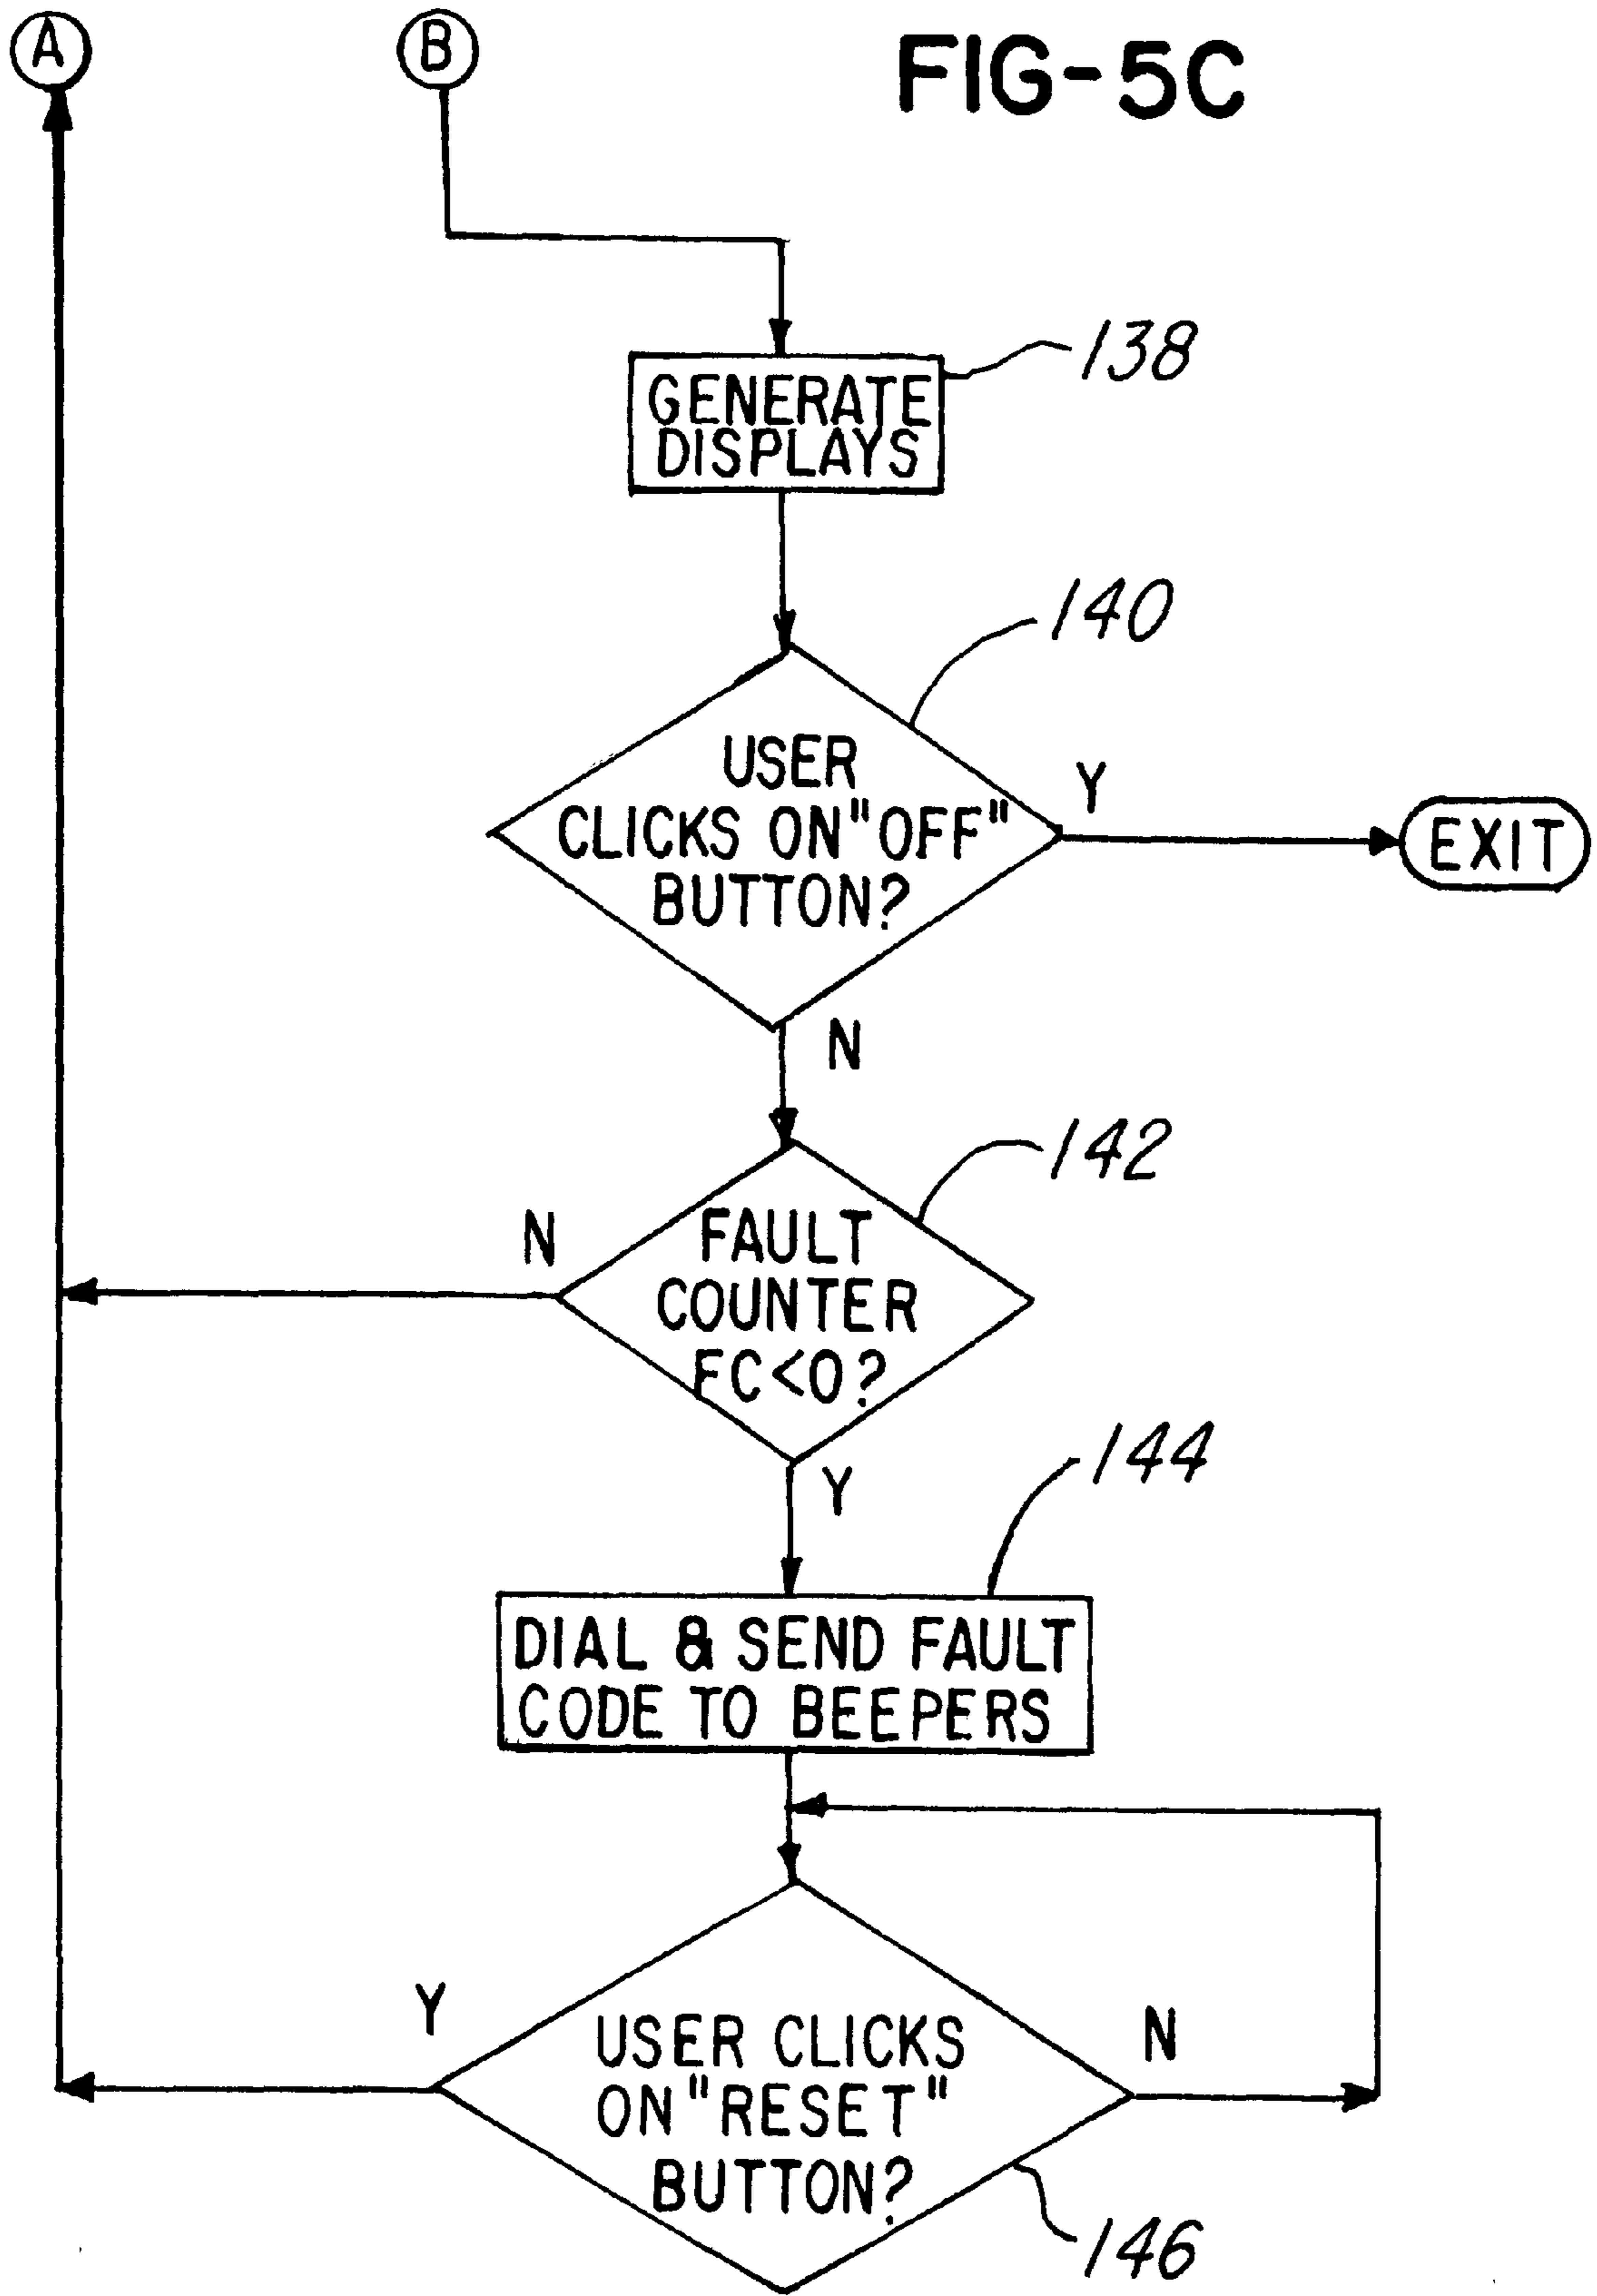 A
B
FIG-5C
138
GENERATE
DISPLAYS
140
USER
CLICKS ON "OFF"
BUTTON?
Y
EXIT
N
142
N
FAULT
COUNTER
FC<0?
Y
144
DIAL & SEND FAULT
CODE TO BEEPERS
Y
USER CLICKS
ON "RESET"
BUTTON?
N
146